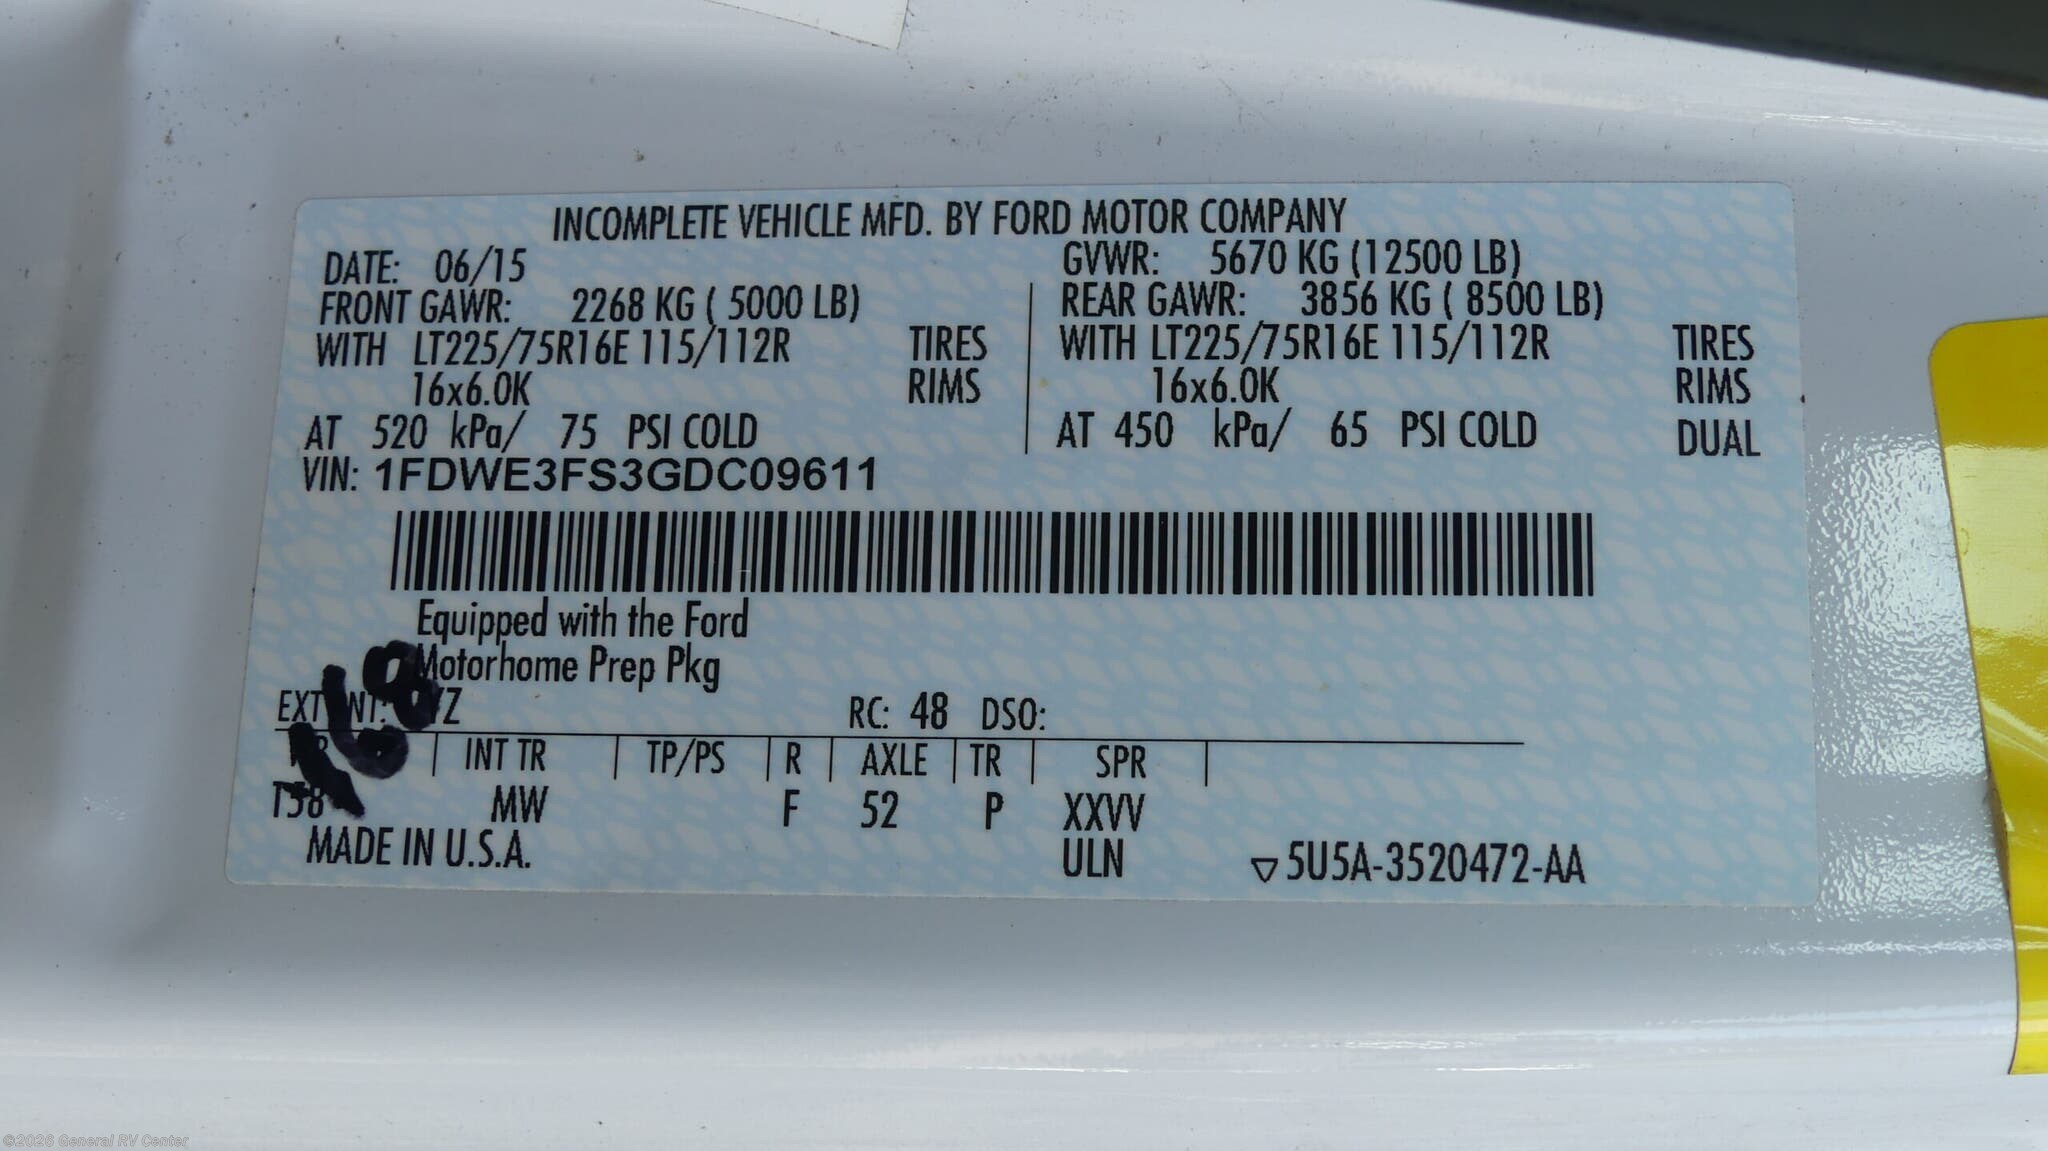 INCOMPLETE VEHICLE MFD. BY FORD MOTOR COMPANY
DATE: 06/15 GVWR: 5670 KG (12500 LB)
FRONT GAWR: 2268 KG ( 5000 LB) REAR GAWR: 3856 KG ( 8500 LB)
WITH LT225/75R16E 115/112R TIRES WITH LT225/75R16E 115/112R TIRES
16x6.0K RIMS 16x6.0K RIMS
AT 520 kPa/ 75 PSI COLD AT 450 kPa/ 65 PSI COLD DUAL
VIN: 1FDWE3FS3GDC09611
Equipped with the Ford
Motorhome Prep Pkg
168
RC: 48 DSO:
INT TR TP/PS R AXLE TR SPR
158 MW F 52 P XXVV
MADE IN U.S.A. ULN ▽5U5A-3520472-AA
©2026 General RV Center